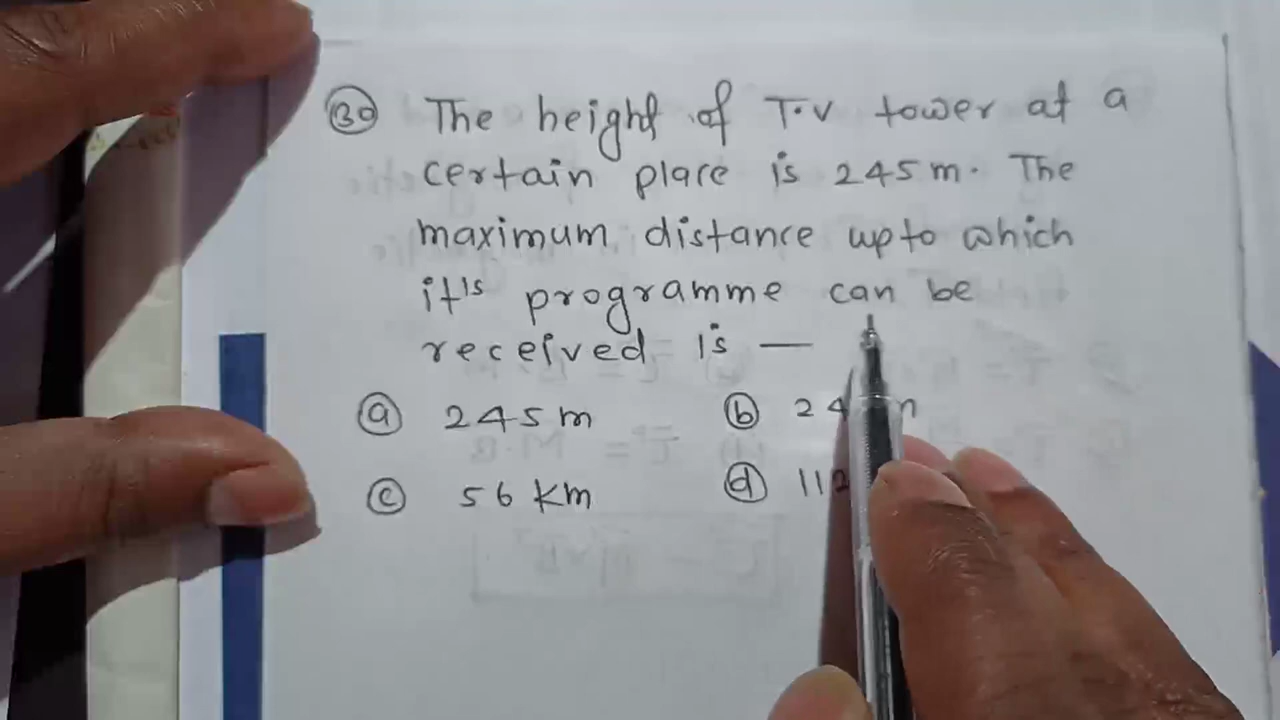 30 The height of T.V tower at a
certain place is 245 m. The
maximum distance upto which
it's programme can be
received is —
a 245 m b
c 56 km d